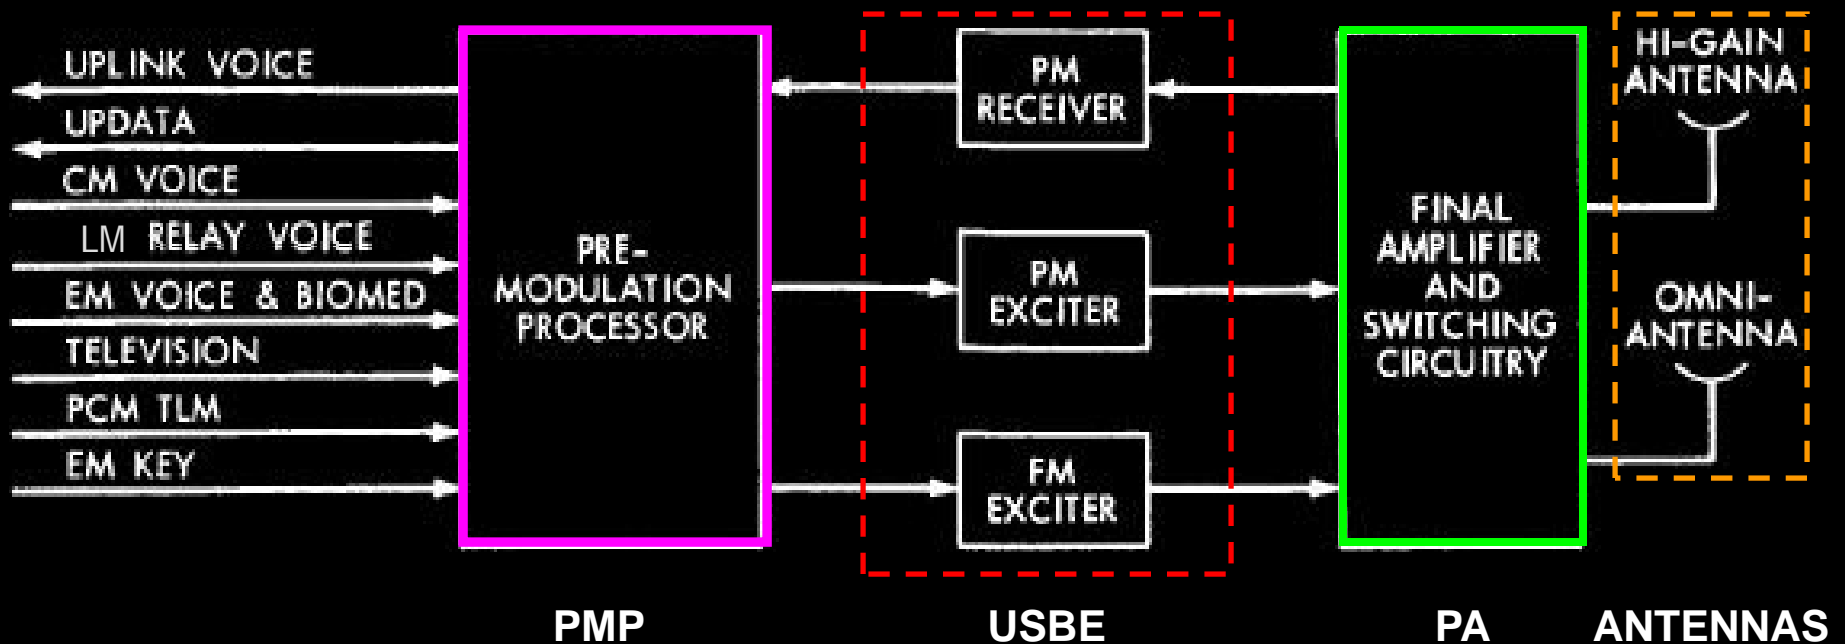 UPLINK VOICE
UPDATA
CM VOICE
LM RELAY VOICE
EM VOICE & BIOMED
TELEVISION
PCM TLM
EM KEY
PRE-
MODULATION
PROCESSOR
PM
RECEIVER
PM
EXCITER
FM
EXCITER
FINAL
AMPLIFIER
AND
SWITCHING
CIRCUITRY
HI-GAIN
ANTENNA
OMNI-
ANTENNA
PMP
USBE
PA
ANTENNAS